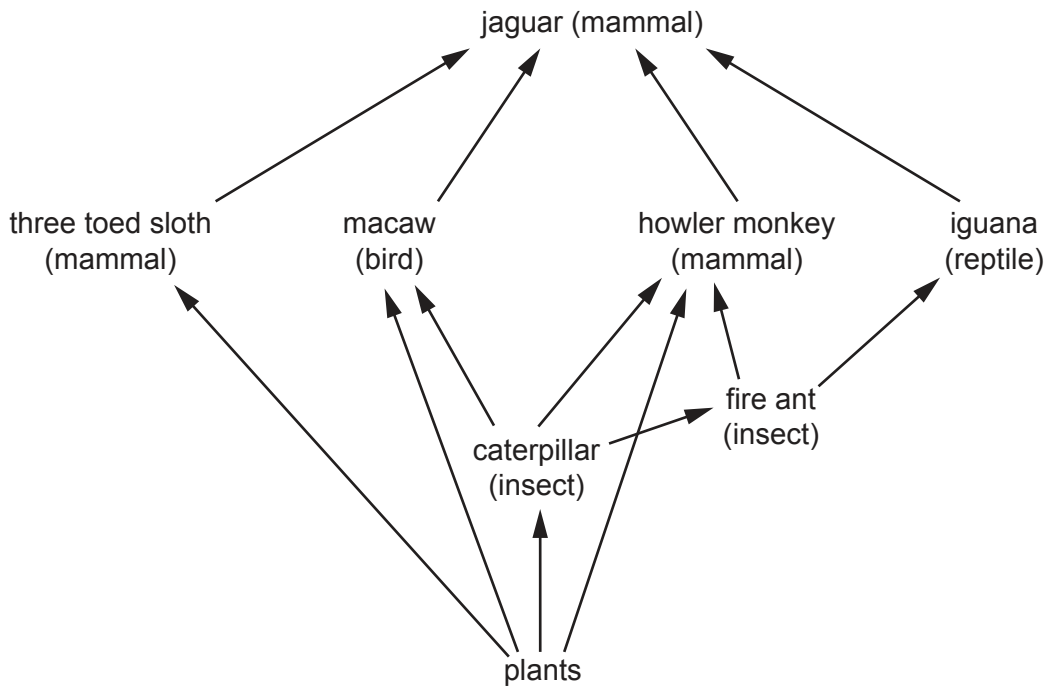 jaguar (mammal)
three toed sloth
(mammal)
macaw
(bird)
howler monkey
(mammal)
iguana
(reptile)
fire ant
(insect)
caterpillar
(insect)
plants